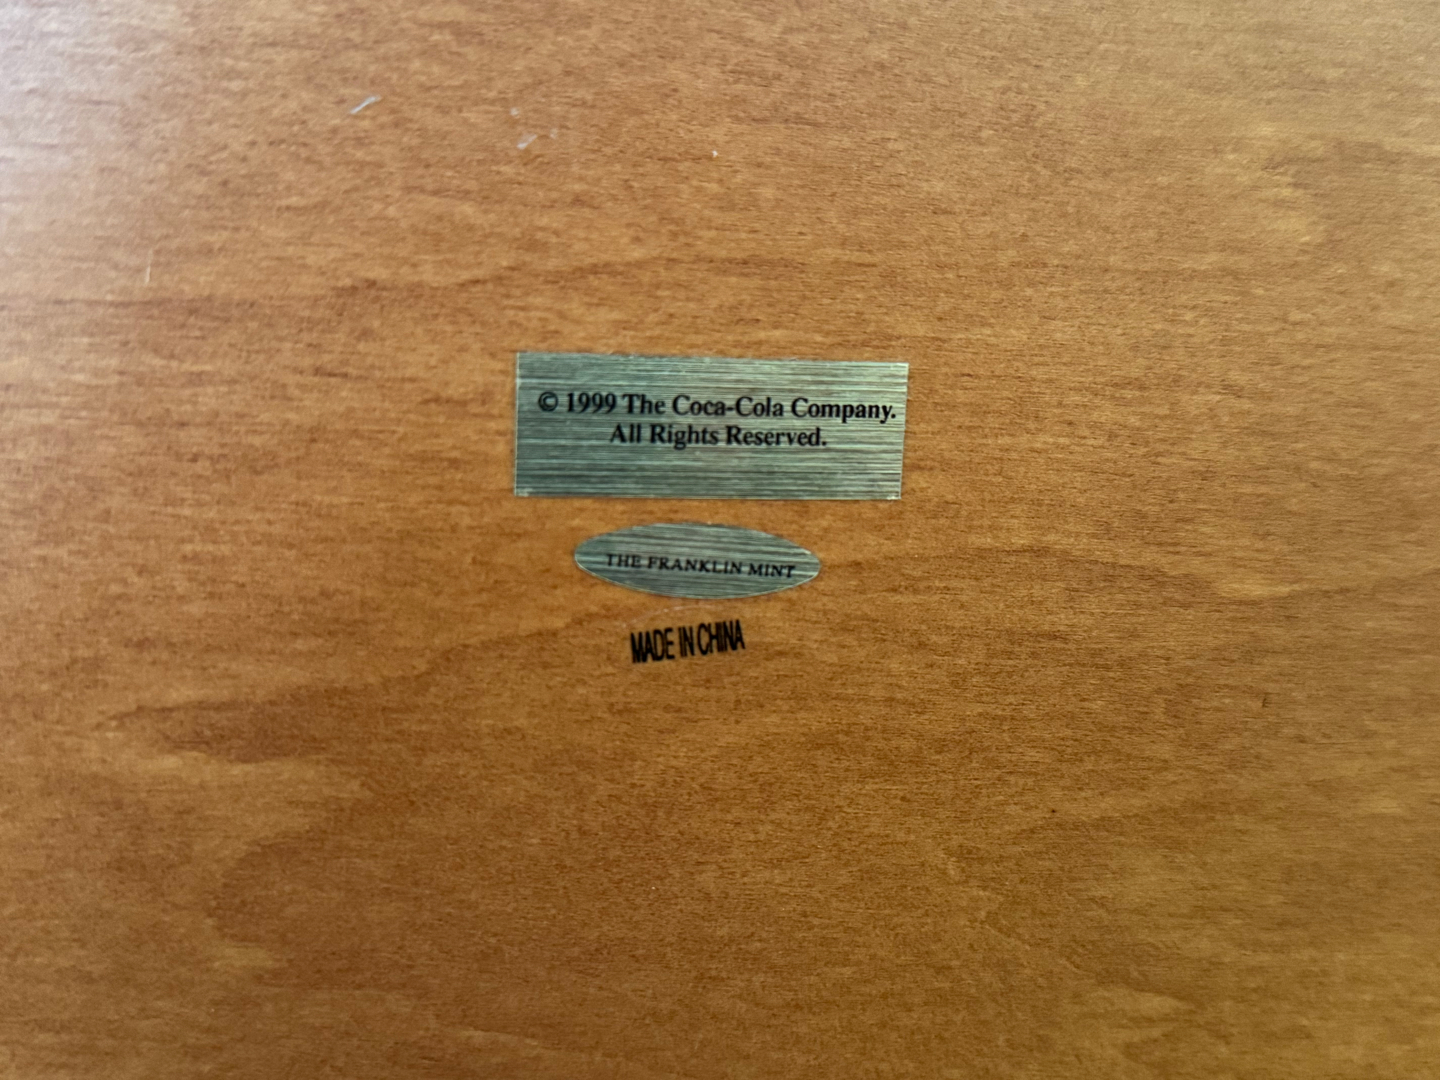 © 1999 The Coca-Cola Company.
All Rights Reserved.
THE FRANKLIN MINT
MADE IN CHINA